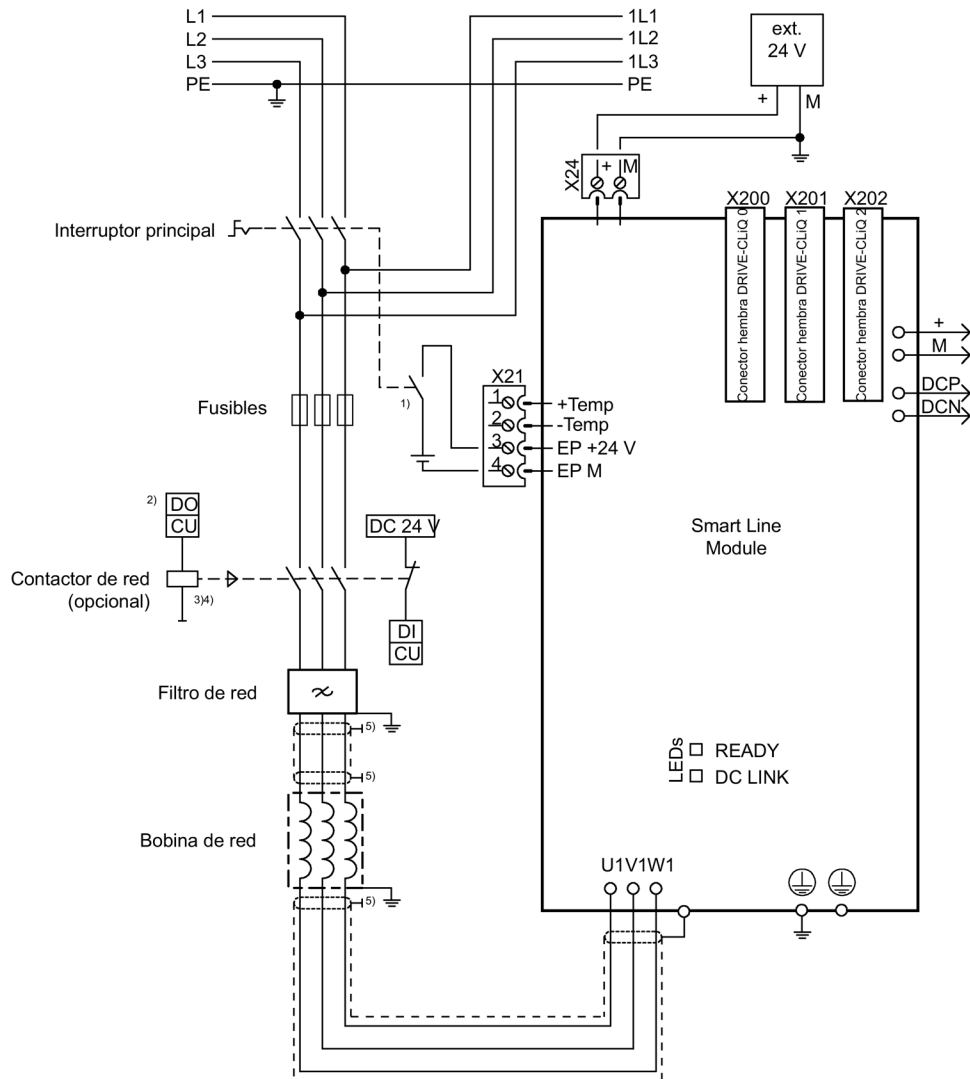 L1
L2
L3
PE
1L1
1L2
1L3
PE
ext.
24 V
+
M
X24
+
M
X200
X201
X202
Conector hembra DRIVE-CLiQ 0
Conector hembra DRIVE-CLiQ 1
Conector hembra DRIVE-CLiQ 2
Interruptor principal
+
M
DCP
DCN
1)
X21
1
+Temp
2
-Temp
3
EP +24 V
4
EP M
Fusibles
2)
DO
CU
DC 24 V
Smart Line
Module
Contactor de red
(opcional)
3)4)
DI
CU
Filtro de red
5)
5)
LEDs
READY
DC LINK
Bobina de red
5)
U1V1W1